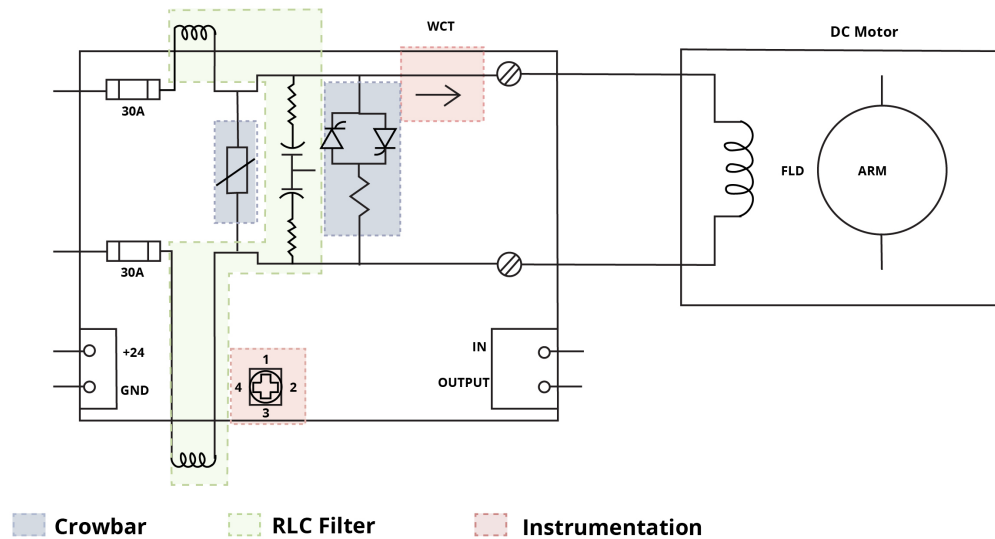 WCT
DC Motor
30A
FLD
ARM
30A
+24
GND
1
4
2
3
IN
OUTPUT
Crowbar
RLC Filter
Instrumentation